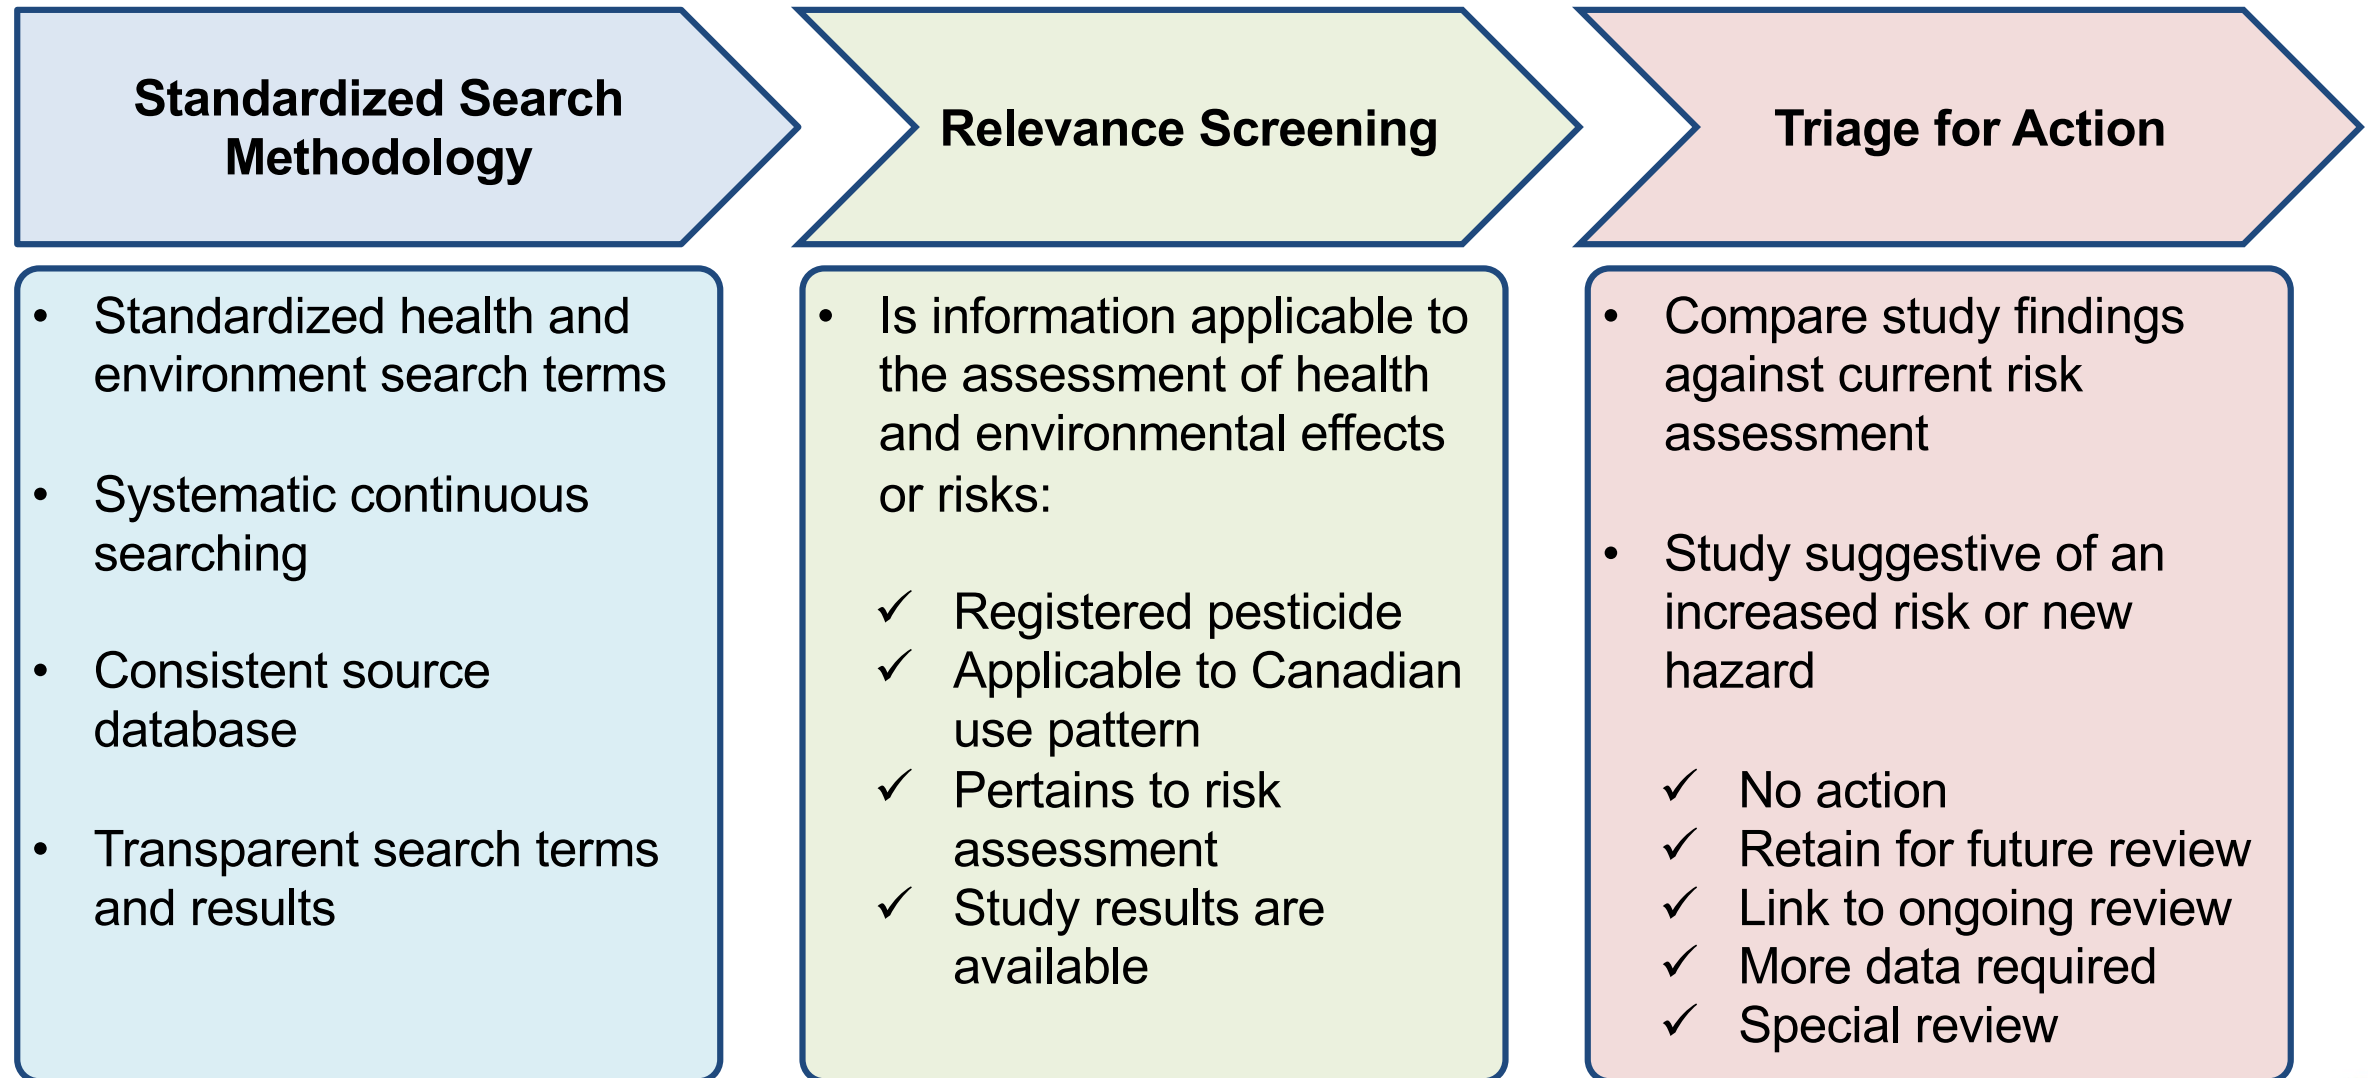 Standardized Search
Methodology
Relevance Screening
Triage for Action
• Standardized health and
environment search terms
• Systematic continuous
searching
• Consistent source
database
• Transparent search terms
and results
• Is information applicable to
the assessment of health
and environmental effects
or risks:
✓ Registered pesticide
✓ Applicable to Canadian
use pattern
✓ Pertains to risk
assessment
✓ Study results are
available
• Compare study findings
against current risk
assessment
• Study suggestive of an
increased risk or new
hazard
✓ No action
✓ Retain for future review
✓ Link to ongoing review
✓ More data required
✓ Special review